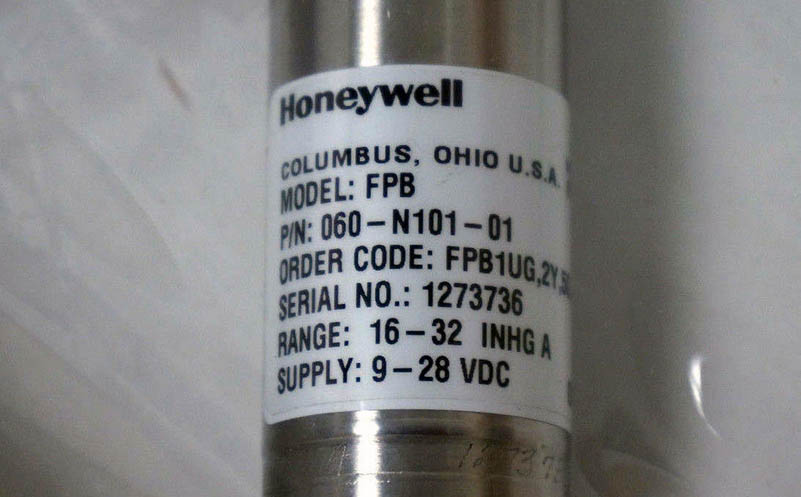 Honeywell
COLUMBUS, OHIO U.S.A.
MODEL: FPB
P/N: 060-N101-01
ORDER CODE: FPB1UG,2Y,
SERIAL NO.: 1273736
RANGE: 16-32 INHG A
SUPPLY: 9-28 VDC